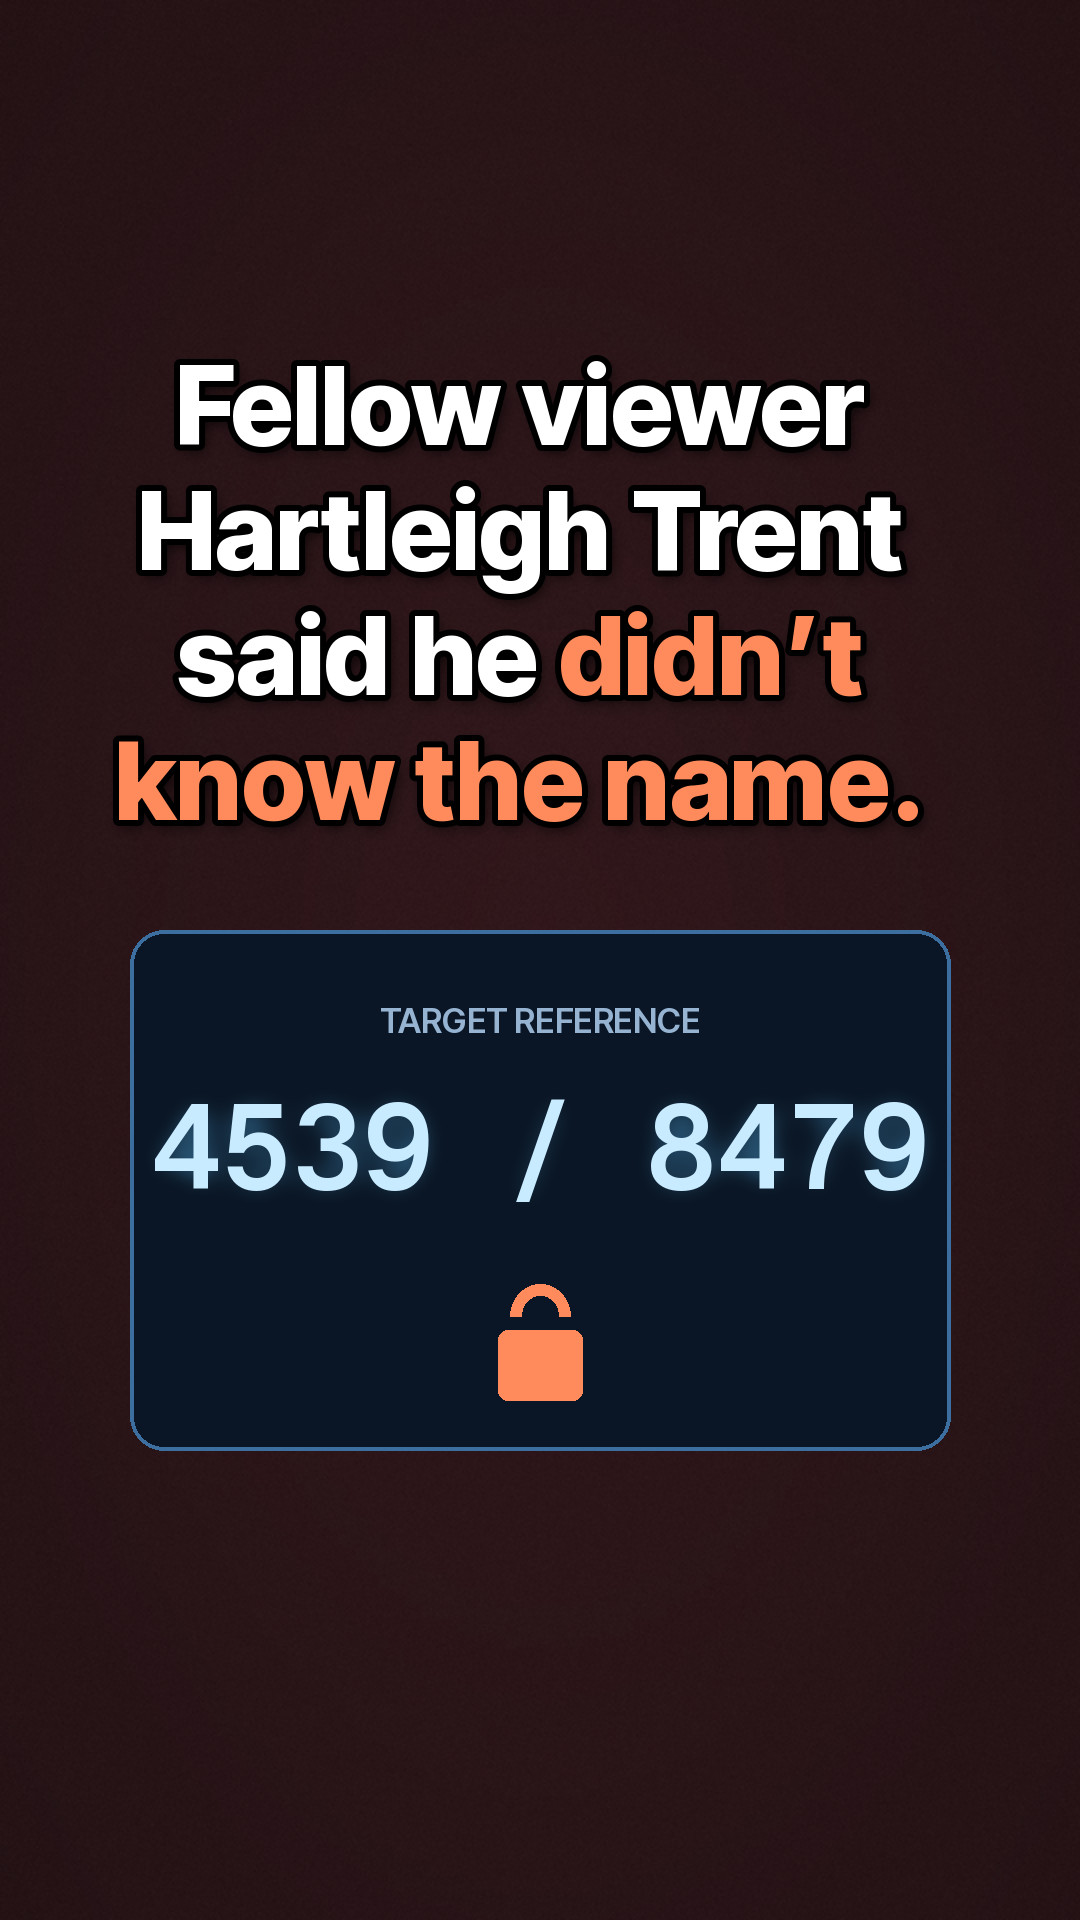 Fellow viewer
Hartleigh Trent
said he didn’t
know the name.
TARGET REFERENCE
4539 / 8479